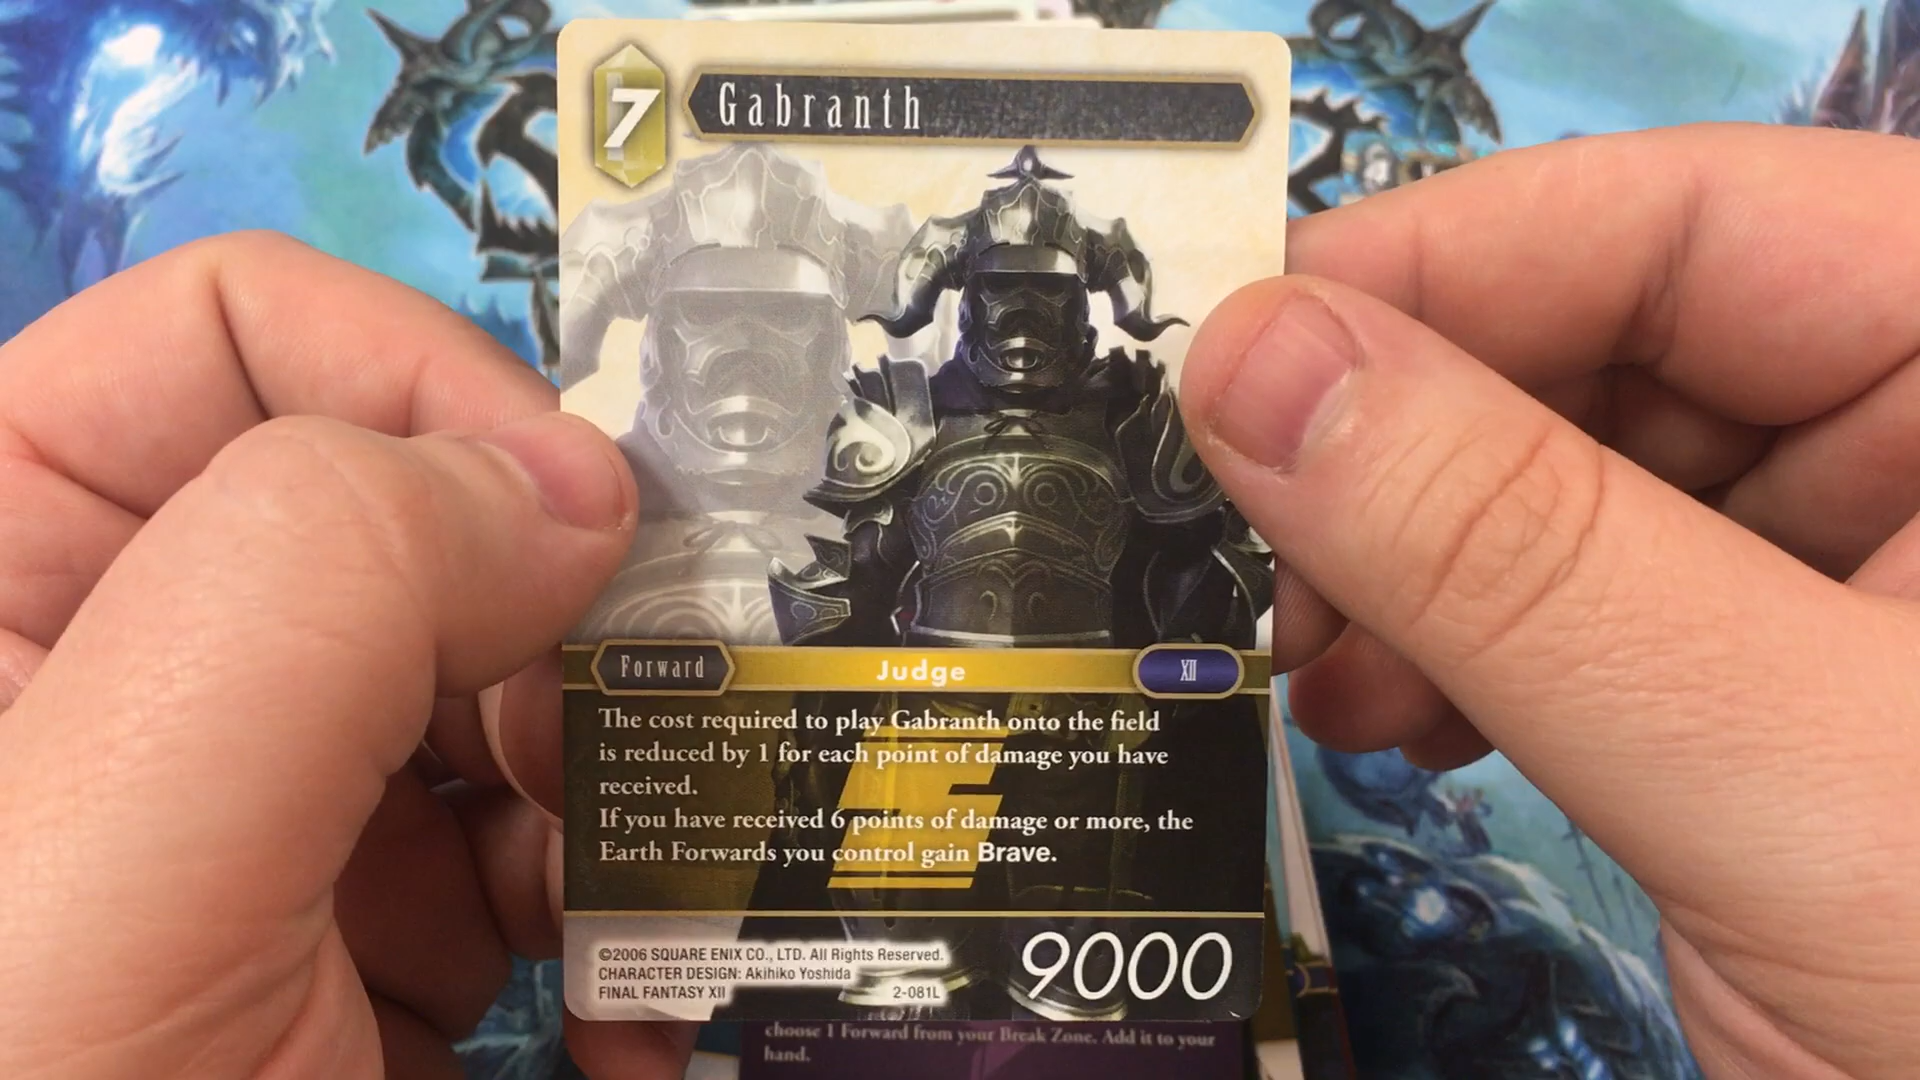 7
Gabranth
Forward
Judge
XII
The cost required to play Gabranth onto the field
is reduced by 1 for each point of damage you have
received.
If you have received 6 points of damage or more, the
Earth Forwards you control gain Brave.
©2006 SQUARE ENIX CO., LTD. All Rights Reserved.
CHARACTER DESIGN: Akihiko Yoshida
FINAL FANTASY XII
2-081L
9000
choose 1 Forward from your Break Zone. Add it to your
hand.